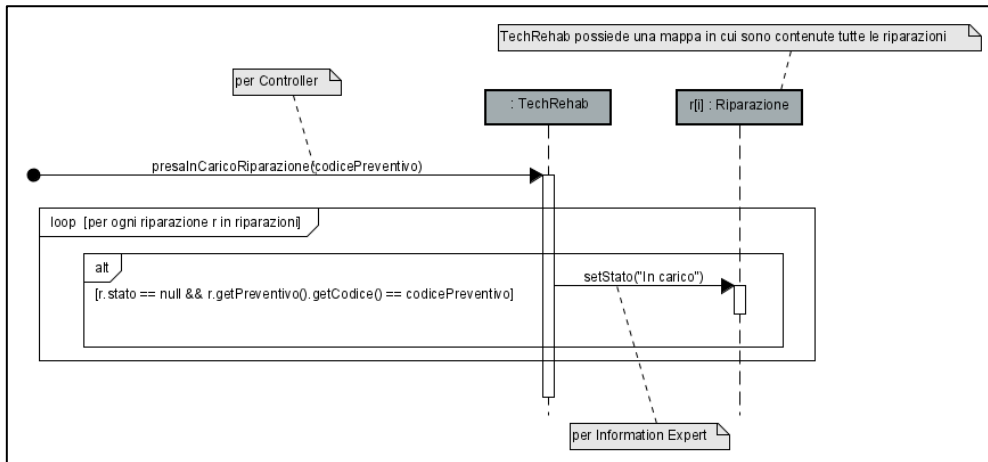 TechRehab possiede una mappa in cui sono contenute tutte le riparazioni
per Controller
: TechRehab
r[i] : Riparazione
presaInCaricoRiparazione(codicePreventivo)
loop [per ogni riparazione r in riparazioni]
alt
setStato("In carico")
[r.stato == null && r.getPreventivo().getCodice() == codicePreventivo]
per Information Expert